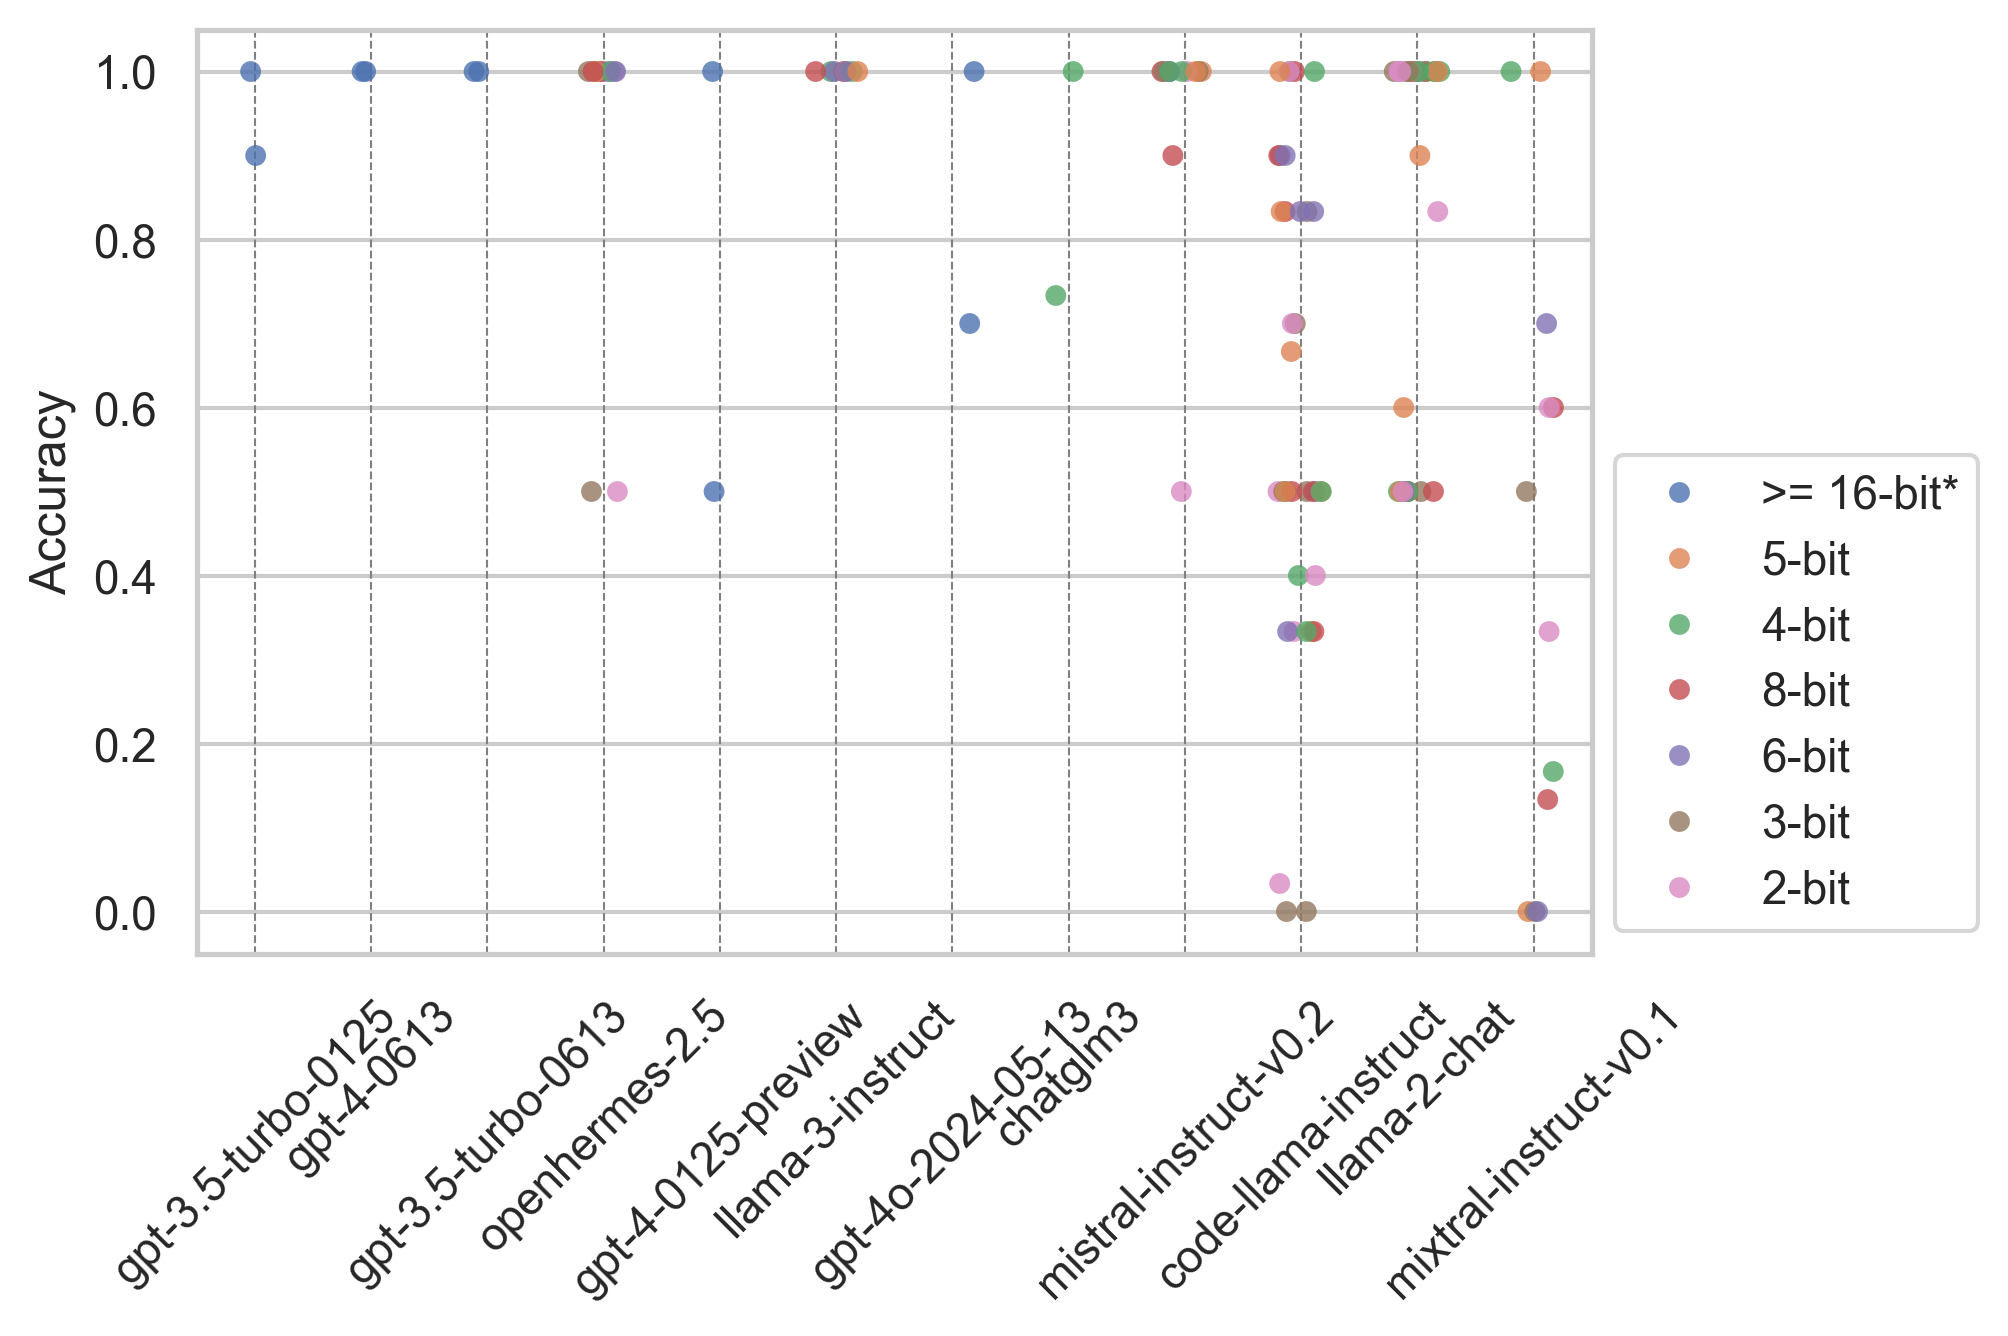 1.0
0.8
0.6
0.4
0.2
0.0
Accuracy
>= 16-bit*
5-bit
4-bit
8-bit
6-bit
3-bit
2-bit
gpt-3.5-turbo-0125
gpt-4-0613
gpt-3.5-turbo-0613
openhermes-2.5
gpt-4-0125-preview
llama-3-instruct
gpt-4o-2024-05-13
chatglm3
mistral-instruct-v0.2
code-llama-instruct
llama-2-chat
mixtral-instruct-v0.1